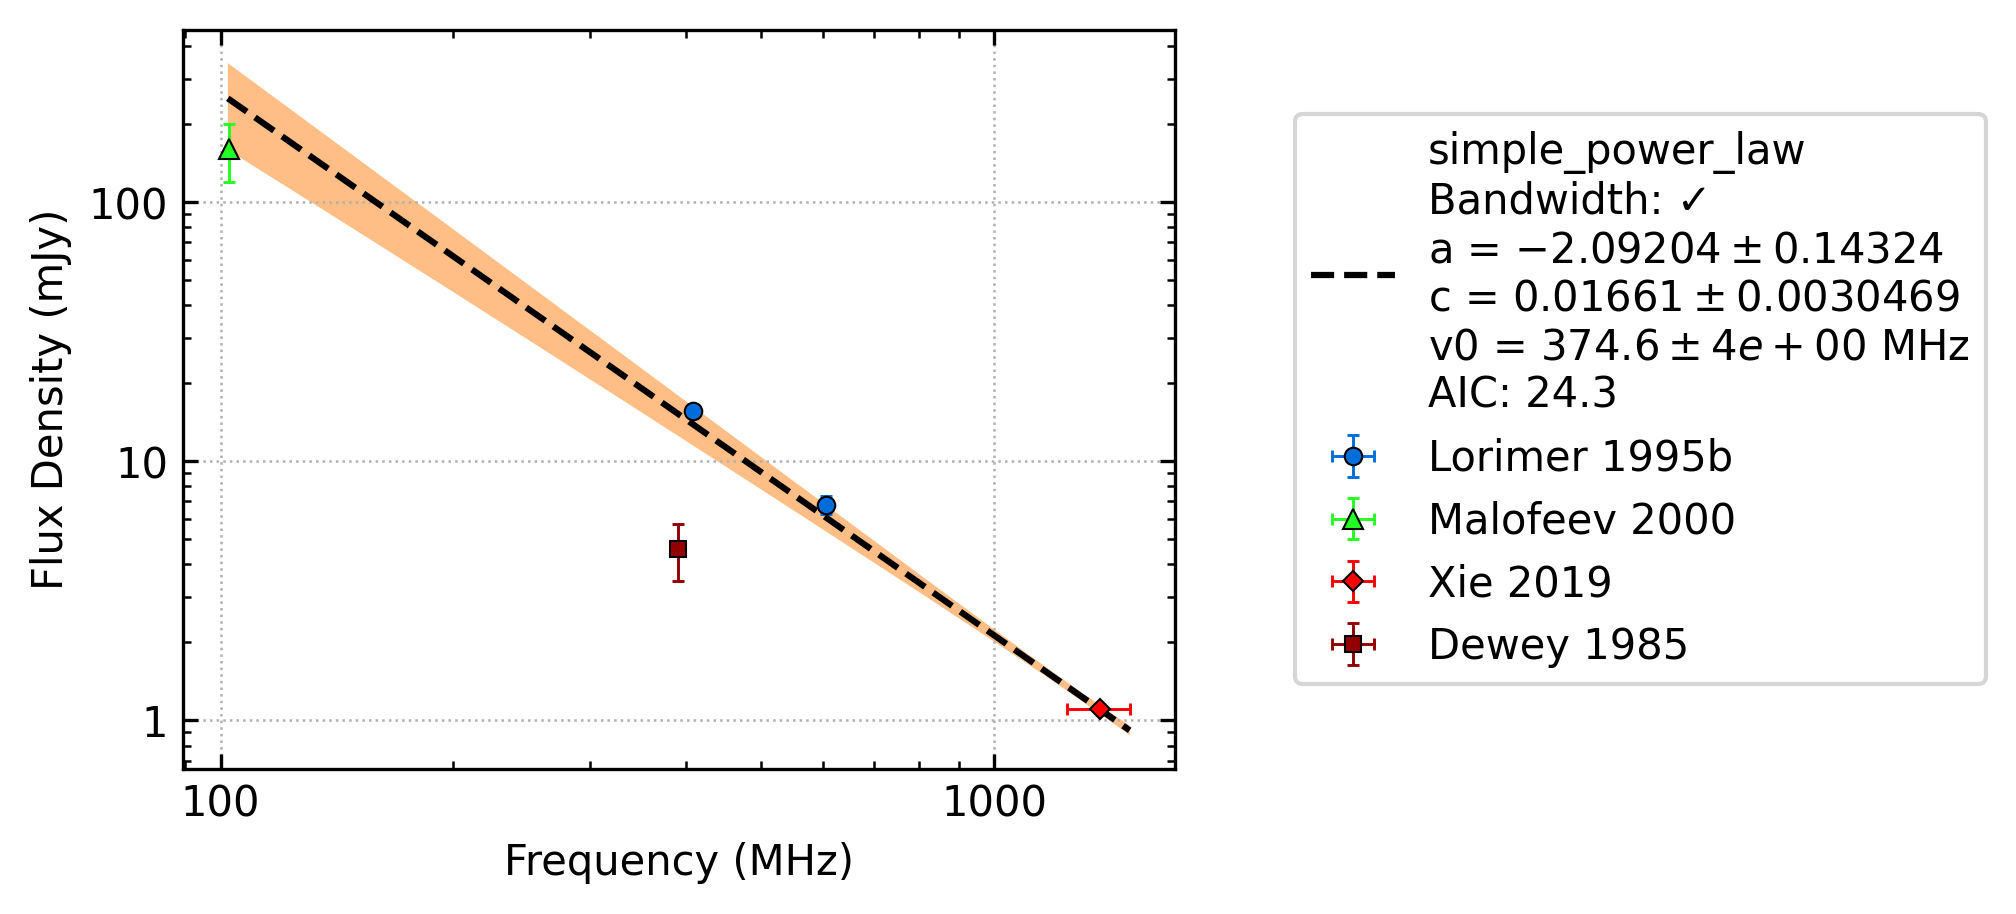 100
10
1
100
1000
Flux Density (mJy)
Frequency (MHz)
simple_power_law
Bandwidth: ✓
a = −2.09204 ± 0.14324
c = 0.01661 ± 0.0030469
v0 = 374.6 ± 4e + 00 MHz
AIC: 24.3
Lorimer 1995b
Malofeev 2000
Xie 2019
Dewey 1985